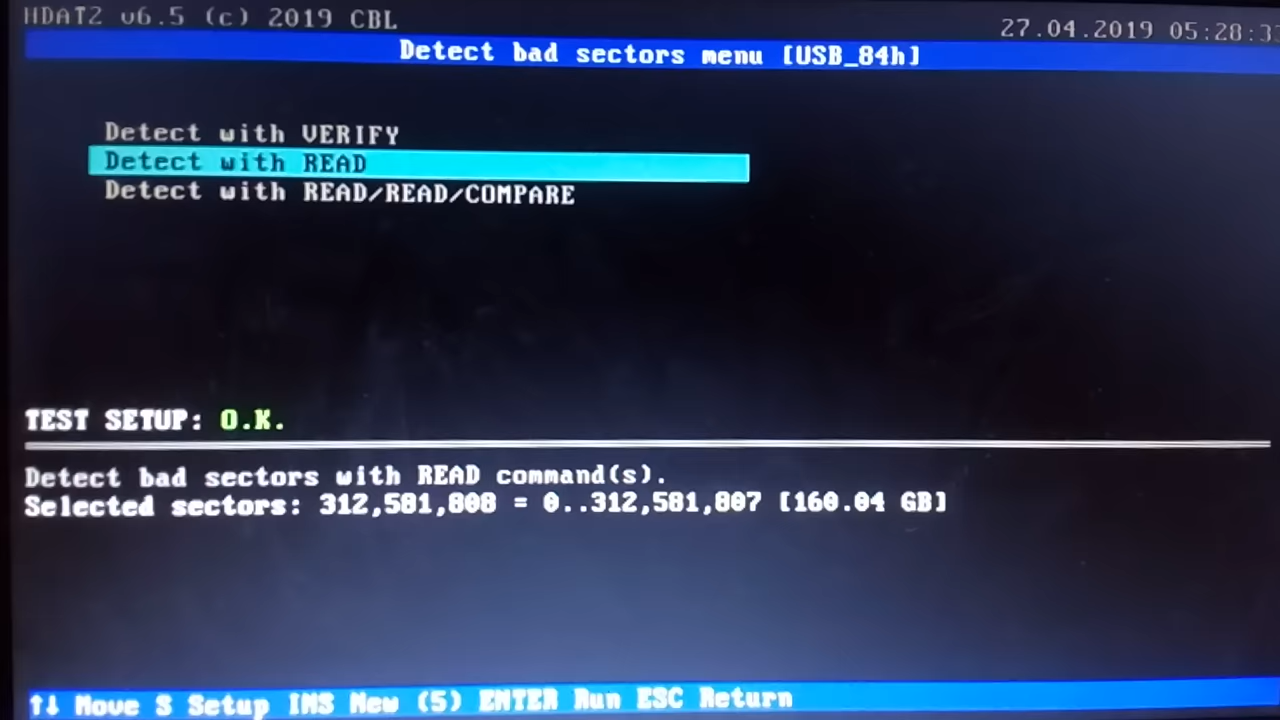 HDAT2 v6.5 (c) 2019 CBL
27.04.2019 05:28:3
Detect bad sectors menu [USB_84h]
Detect with VERIFY
Detect with READ
Detect with READ/READ/COMPARE
TEST SETUP: O.K.
Detect bad sectors with READ command(s).
Selected sectors: 312,581,808 = 0..312,581,807 [160.04 GB]
↑↓ Move S Setup INS New (5) ENTER Run ESC Return